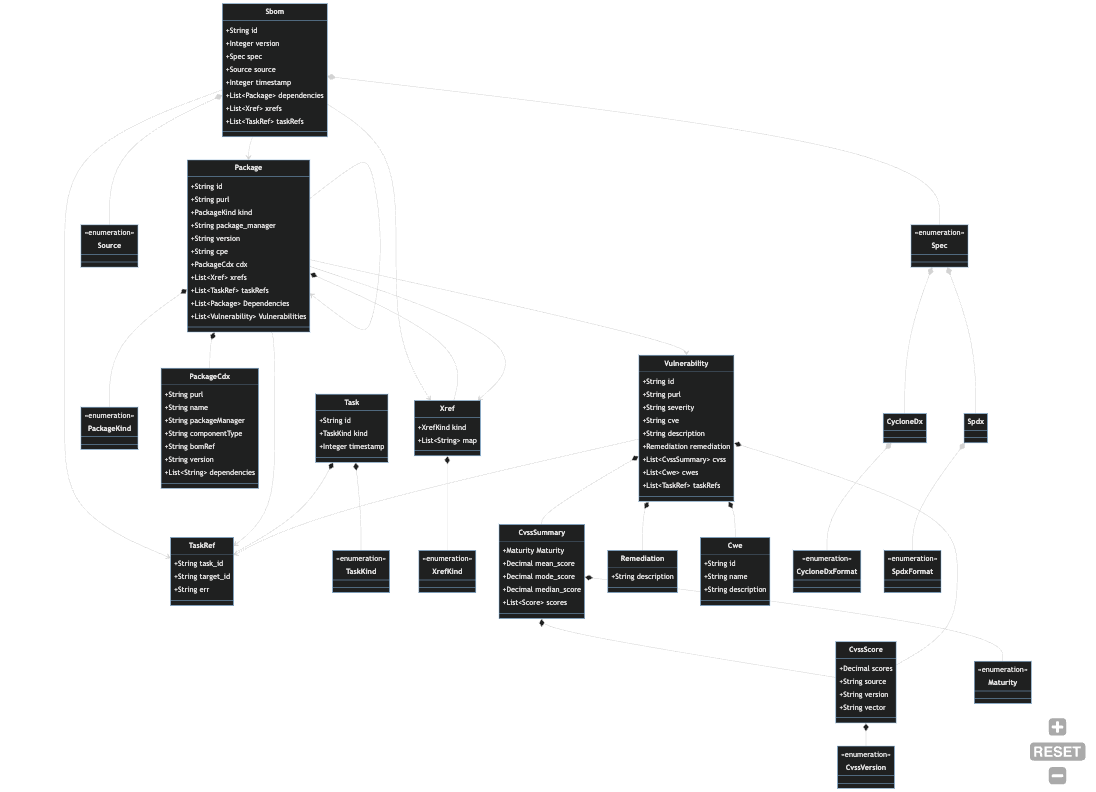 Sbom
+String id
+Integer version
+Spec spec
+Source source
+Integer timestamp
+List<Package> dependencies
+List<Xref> xrefs
+List<TaskRef> taskRefs
Package
+String id
+String purl
+PackageKind kind
+String package_manager
+String version
+String cpe
+PackageCdx cdx
+List<Xref> xrefs
+List<TaskRef> taskRefs
+List<Package> Dependencies
+List<Vulnerability> Vulnerabilities
«enumeration»
Source
«enumeration»
Spec
PackageCdx
+String purl
+String name
+String packageManager
+String componentType
+String bomRef
+String version
+List<String> dependencies
«enumeration»
PackageKind
Task
+String id
+TaskKind kind
+Integer timestamp
Xref
+XrefKind kind
+List<String> map
Vulnerability
+String id
+String purl
+String severity
+String cve
+String description
+Remediation remediation
+List<CvssSummary> cvss
+List<Cwe> cwes
+List<TaskRef> taskRefs
CycloneDx
Spdx
TaskRef
+String task_id
+String target_id
+String err
«enumeration»
TaskKind
«enumeration»
XrefKind
CvssSummary
+Maturity Maturity
+Decimal mean_score
+Decimal mode_score
+Decimal median_score
+List<Score> scores
Remediation
+String description
Cwe
+String id
+String name
+String description
«enumeration»
CycloneDxFormat
«enumeration»
SpdxFormat
CvssScore
+Decimal scores
+String source
+String version
+String vector
«enumeration»
Maturity
«enumeration»
CvssVersion
+
RESET
−